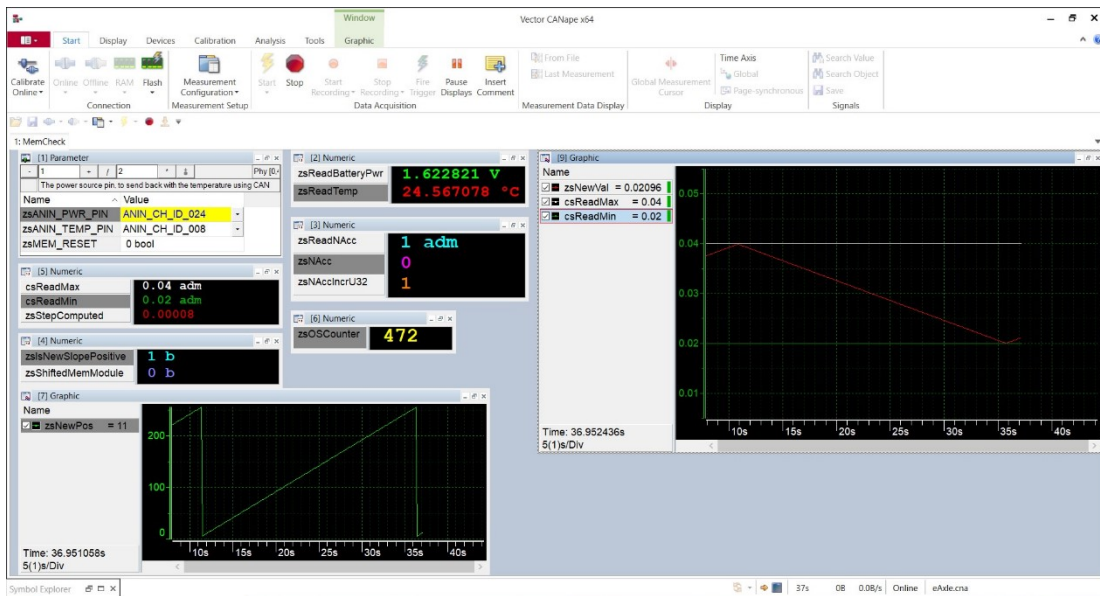 Window
Vector CANape x64
Start Display Devices Calibration Analysis Tools Graphic
Calibrate Online
Online Offline RAM Flash
Connection
Measurement Configuration
Measurement Setup
Start Stop
Start Recording
Stop Recording
Fire Trigger
Pause Displays
Insert Comment
Data Acquisition
From File
Last Measurement
Measurement Data Display
Global Measurement Cursor
Time Axis
Global
Page-synchronous
Display
Search Value
Search Object
Save
Signals
1: MemCheck
[1] Parameter
- 1 + / 2 * Phy [0,
The power source pin, to send back with the temperature using CAN
Name Value
zsANIN_PWR_PIN ANIN_CH_ID_024
zsANIN_TEMP_PIN ANIN_CH_ID_008
zsMEM_RESET 0 bool
[2] Numeric
zsReadBatteryPwr 1.622821 V
zsReadTemp 24.567078 °C
[3] Numeric
zsReadNAcc 1 adm
zsNAcc 0
zsNAccIncrU32 1
[5] Numeric
csReadMax 0.04 adm
csReadMin 0.02 adm
zsStepComputed 0.00008
[6] Numeric
zsOSCounter 472
[4] Numeric
zsIsNewSlopePositive 1 b
zsShiftedMemModule 0 b
[7] Graphic
Name
zsNewPos = 11
200
100
0
10s 15s 20s 25s 30s 35s 40s
Time: 36.951058s
5(1)s/Div
[9] Graphic
Name
zsNewVal = 0.02096
csReadMax = 0.04
csReadMin = 0.02
0.05
0.04
0.03
0.02
0.01
10s 15s 20s 25s 30s 35s 40s
Time: 36.952436s
5(1)s/Div
Symbol Explorer
37s 0B 0.0B/s Online eAxle.cna